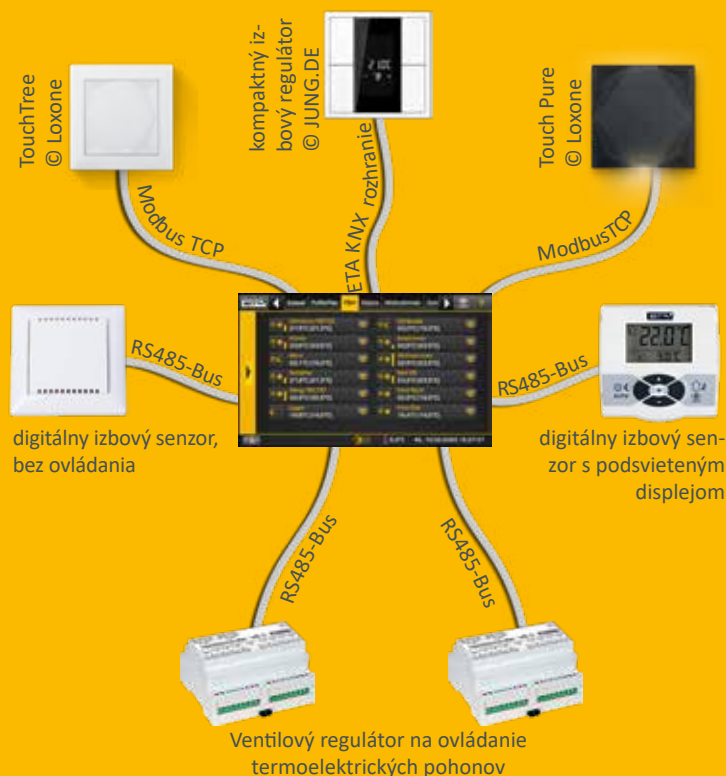 TouchTree
© Loxone
kompaktný iz-
bový regulátor
© JUNG.DE
Touch Pure
© Loxone
Modbus TCP
ETA KNX rozhranie
ModbusTCP
RS485-Bus
RS485-Bus
22.0°C
digitálny izbový senzor,
bez ovládania
digitálny izbový sen-
zor s podsvieteným
displejom
RS485-Bus
RS485-Bus
Ventilový regulátor na ovládanie
termoelektrických pohonov